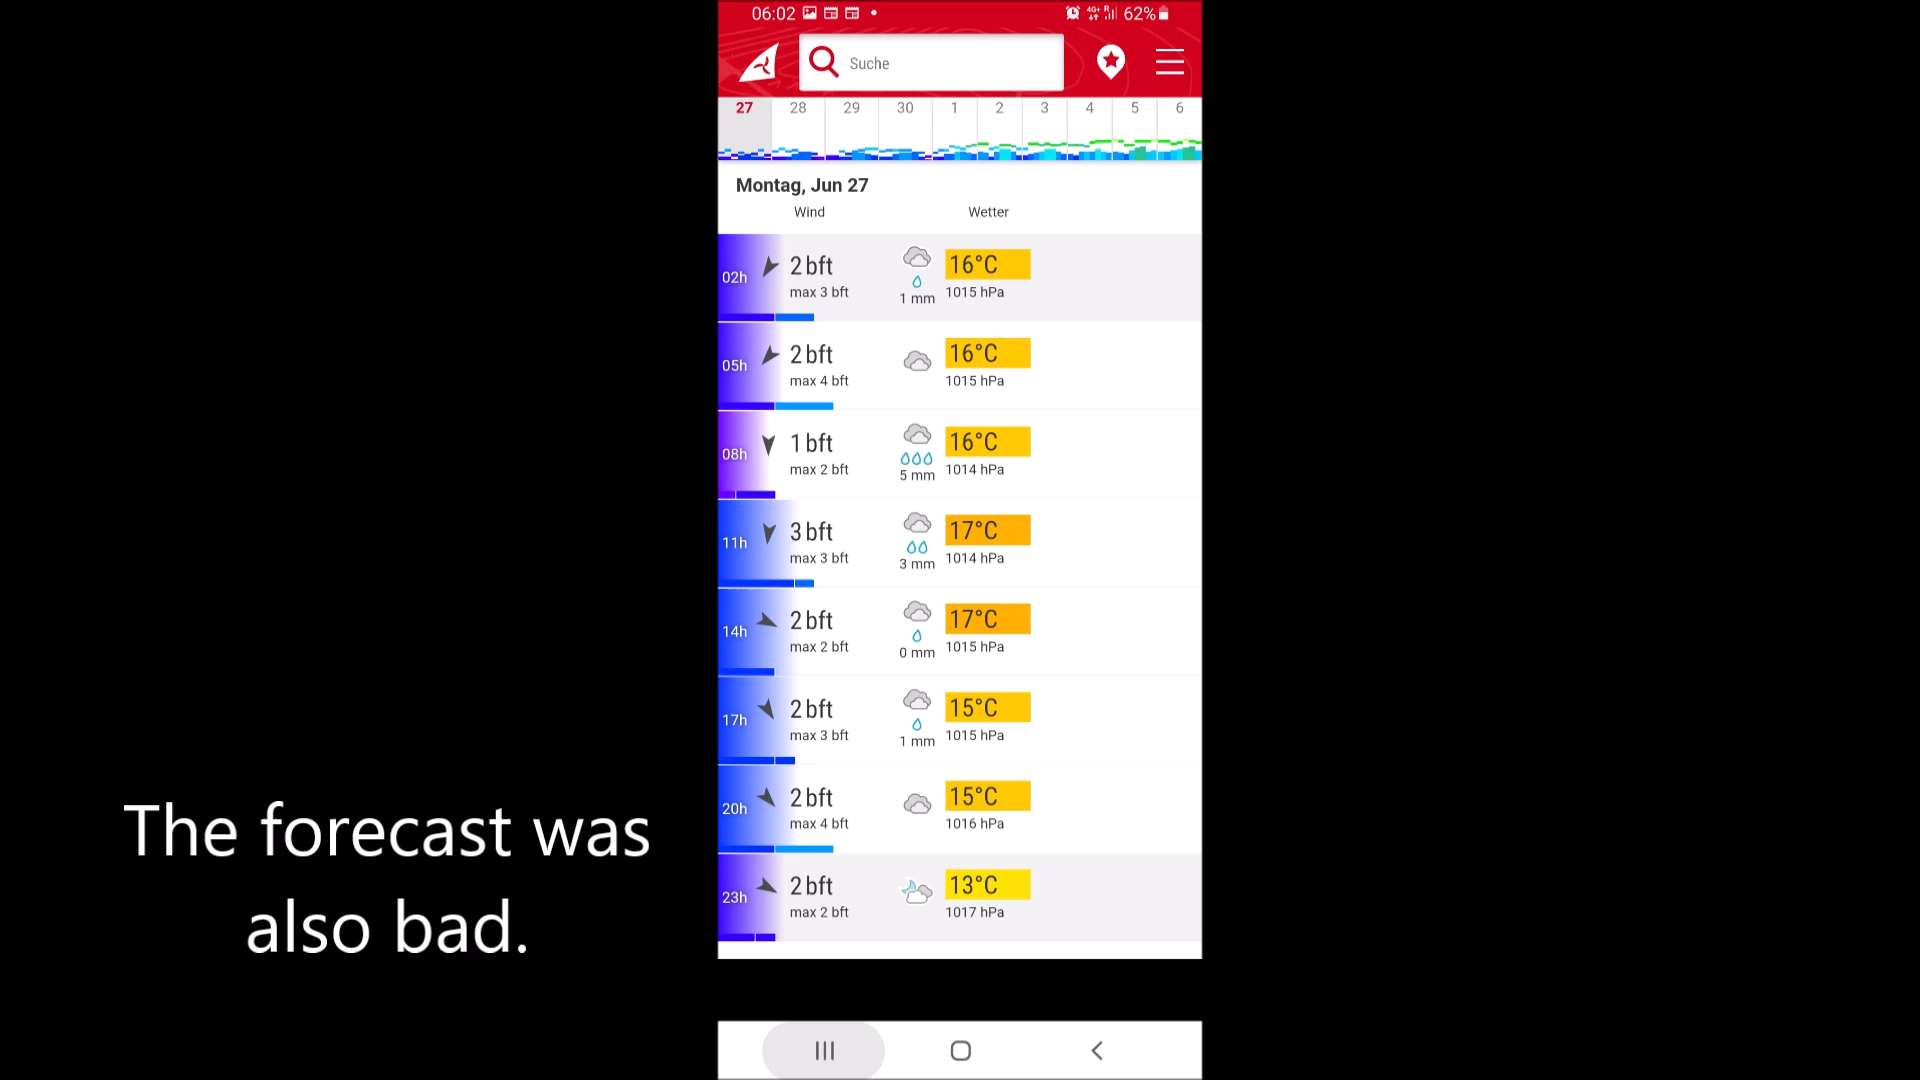 06:02
4G+ R 62%
Suche
27 28 29 30 1 2 3 4 5 6
Montag, Jun 27
Wind Wetter
02h 2 bft 16°C
max 3 bft 1 mm 1015 hPa
05h 2 bft 16°C
max 4 bft 1015 hPa
08h 1 bft 16°C
max 2 bft 5 mm 1014 hPa
11h 3 bft 17°C
max 3 bft 3 mm 1014 hPa
14h 2 bft 17°C
max 2 bft 0 mm 1015 hPa
17h 2 bft 15°C
max 3 bft 1 mm 1015 hPa
20h 2 bft 15°C
max 4 bft 1016 hPa
23h 2 bft 13°C
max 2 bft 1017 hPa
The forecast was
also bad.